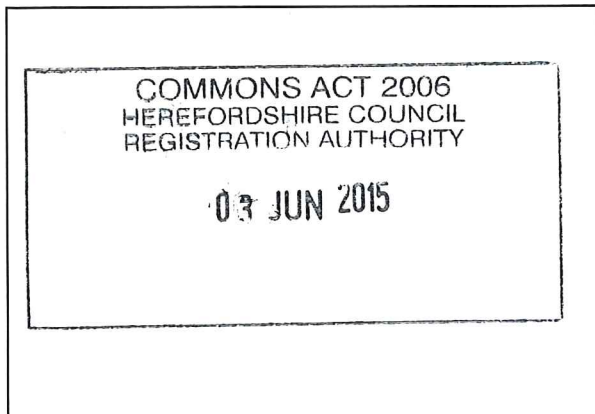 COMMONS ACT 2006
HEREFORDSHIRE COUNCIL
REGISTRATION AUTHORITY
03 JUN 2015